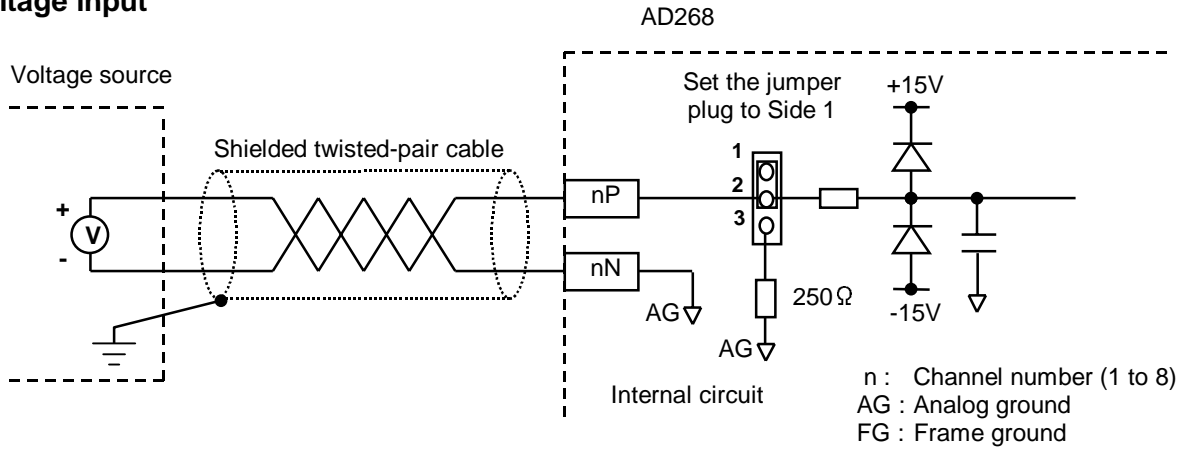 ltage input
AD268
Voltage source
Set the jumper
plug to Side 1
+15V
Shielded twisted-pair cable
1
2
3
nP
+
V
-
nN
AG
250Ω
-15V
AG
Internal circuit
n : Channel number (1 to 8)
AG : Analog ground
FG : Frame ground